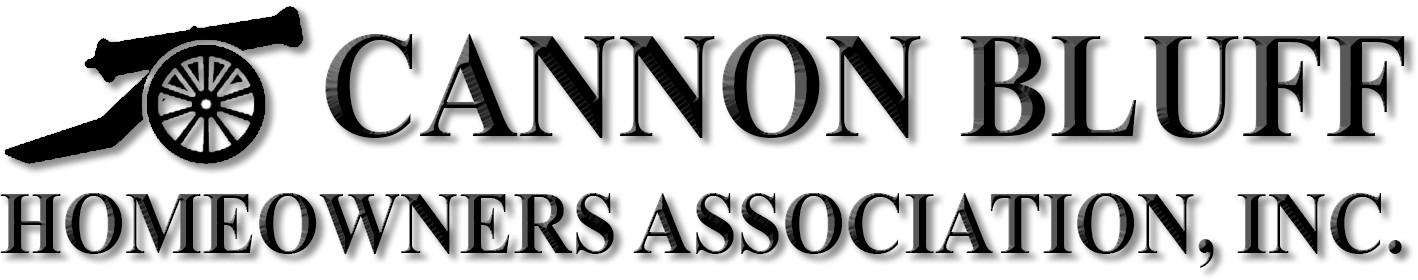 CANNON BLUFF
HOMEOWNERS ASSOCIATION, INC.